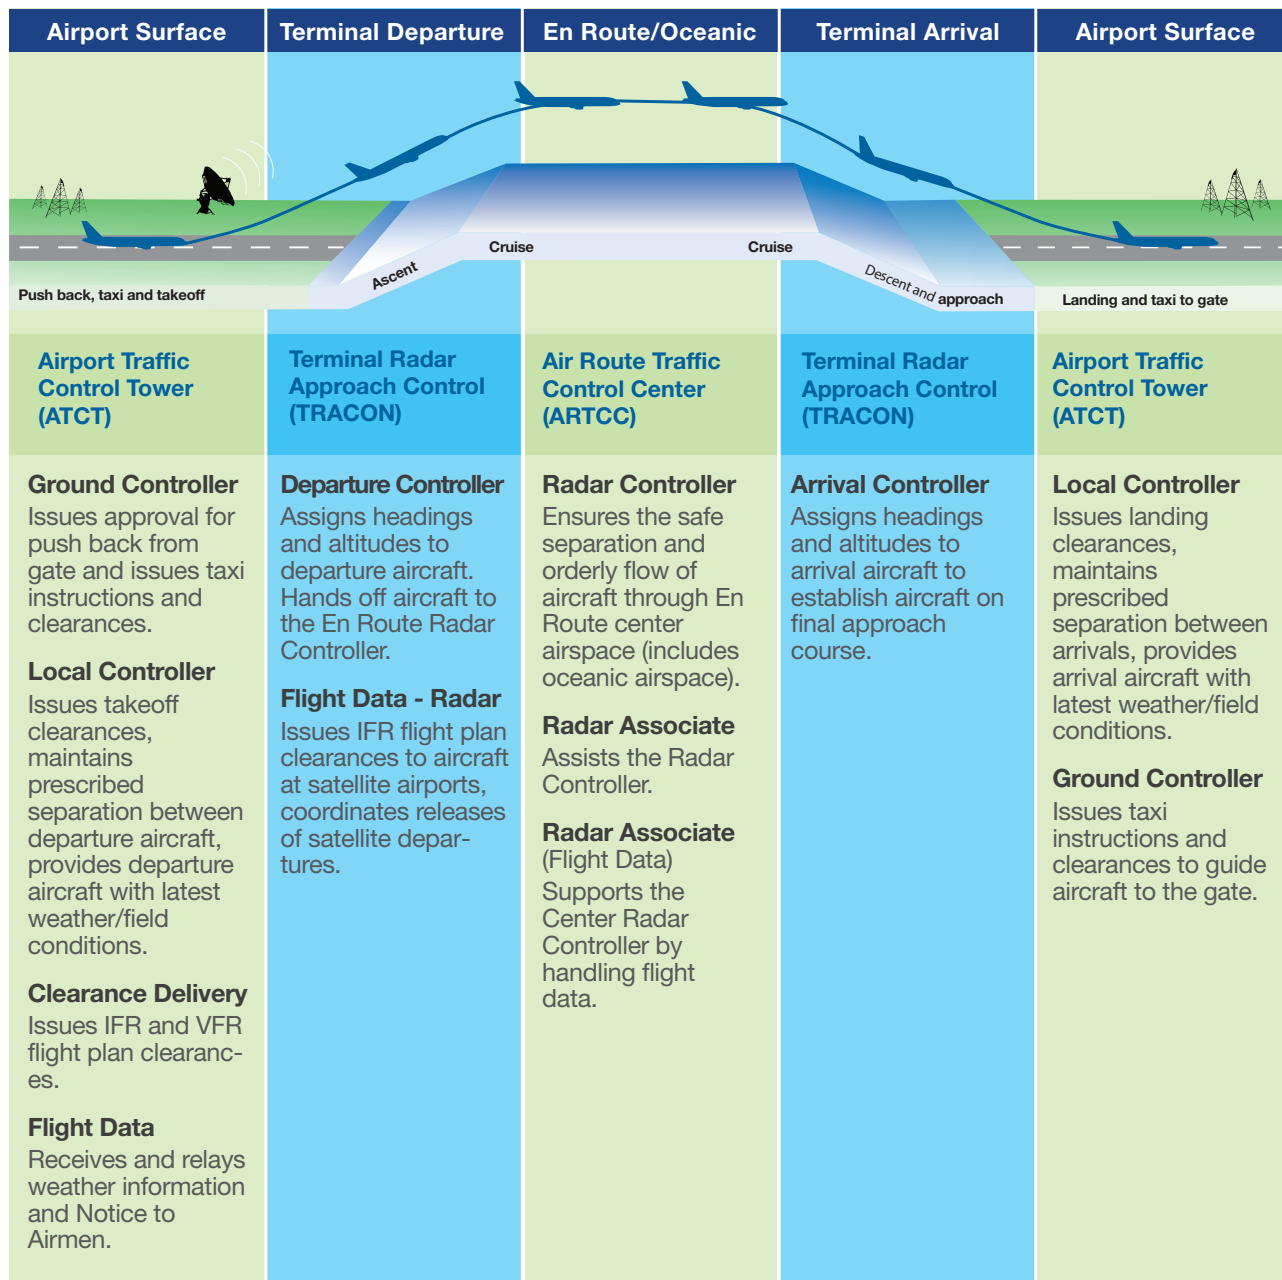 Airport Surface
Terminal Departure
En Route/Oceanic
Terminal Arrival
Airport Surface
Push back, taxi and takeoff
Ascent
Cruise
Cruise
Descent and approach
Landing and taxi to gate
Airport Traffic
Control Tower
(ATCT)
Ground Controller
Issues approval for
push back from
gate and issues taxi
instructions and
clearances.
Local Controller
Issues takeoff
clearances,
maintains
prescribed
separation between
departure aircraft,
provides departure
aircraft with latest
weather/field
conditions.
Clearance Delivery
Issues IFR and VFR
flight plan clearanc-
es.
Flight Data
Receives and relays
weather information
and Notice to
Airmen.
Terminal Radar
Approach Control
(TRACON)
Departure Controller
Assigns headings
and altitudes to
departure aircraft.
Hands off aircraft to
the En Route Radar
Controller.
Flight Data - Radar
Issues IFR flight plan
clearances to aircraft
at satellite airports,
coordinates releases
of satellite depar-
tures.
Air Route Traffic
Control Center
(ARTCC)
Radar Controller
Ensures the safe
separation and
orderly flow of
aircraft through En
Route center
airspace (includes
oceanic airspace).
Radar Associate
Assists the Radar
Controller.
Radar Associate
(Flight Data)
Supports the
Center Radar
Controller by
handling flight
data.
Terminal Radar
Approach Control
(TRACON)
Arrival Controller
Assigns headings
and altitudes to
arrival aircraft to
establish aircraft on
final approach
course.
Airport Traffic
Control Tower
(ATCT)
Local Controller
Issues landing
clearances,
maintains
prescribed
separation between
arrivals, provides
arrival aircraft with
latest weather/field
conditions.
Ground Controller
Issues taxi
instructions and
clearances to guide
aircraft to the gate.